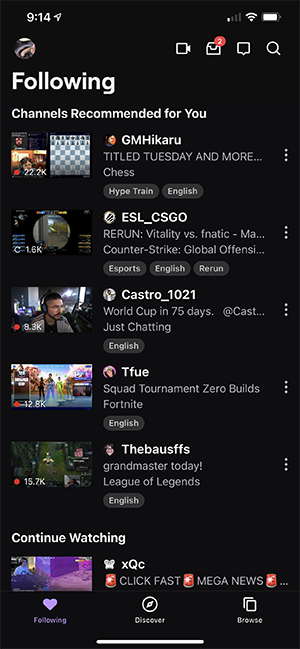 9:14
2
Following
Channels Recommended for You
GMHikaru
TITLED TUESDAY AND MORE...
Chess
22.2K
Hype Train English
ESL_CSGO
RERUN: Vitality vs. fnatic - Ma...
Counter-Strike: Global Offensi...
1.6K
Esports English Rerun
Castro_1021
World Cup in 75 days. @Cast...
Just Chatting
8.3K
English
Tfue
Squad Tournament Zero Builds
Fortnite
12.8K
English
Thebausffs
grandmaster today!
League of Legends
15.7K
English
Continue Watching
xQc
🚨CLICK FAST🚨MEGA NEWS🚨...
Following Discover Browse